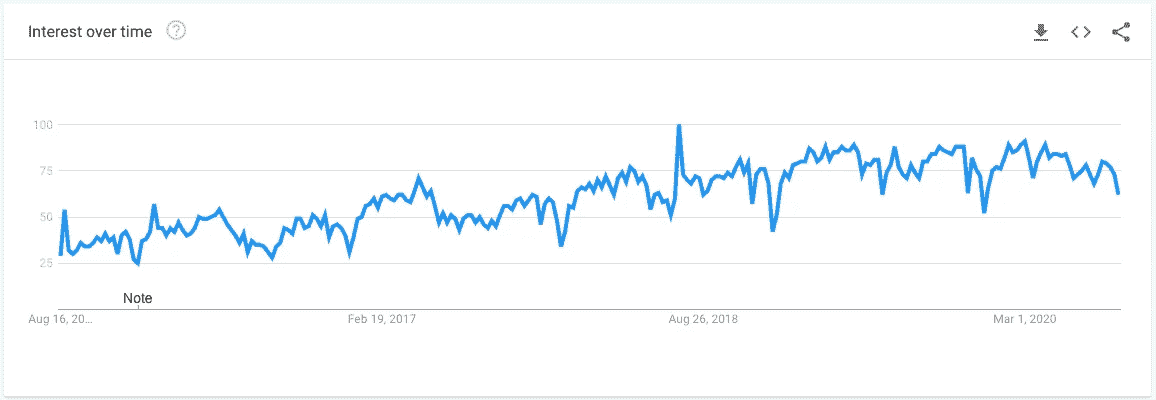 Interest over time
100
75
50
25
Note
Aug 16, 20...
Feb 19, 2017
Aug 26, 2018
Mar 1, 2020